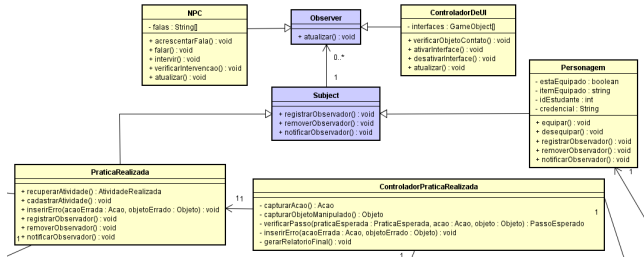 NPC
- falas : String[]
+ acrescentarFala() : void
+ falar() : void
+ intervir() : void
+ verificarIntervencao() : void
+ atualizar() : void
Observer
+ atualizar() : void
ControladorDeUI
- interfaces : GameObject[]
+ verificarObjetoContato() : void
+ ativarInterface() : void
+ desativarInterface() : void
+ atualizar() : void
0..*
1
Subject
+ registrarObservador() : void
+ removerObservador() : void
+ notificarObservador() : void
Personagem
- estaEquipado : boolean
- itemEquipado : string
- idEstudante : int
- credencial : String
+ equipar() : void
+ desequipar() : void
+ registrarObservador() : void
+ removerObservador() : void
+ notificarObservador() : void
1
PraticaRealizada
+ recuperarAtividade() : AtividadeRealizada
+ cadastrarAtividade() : void
+ inserirErro(acaoErrada : Acao, objetoErrado : Objeto) : void
+ registrarObservador() : void
+ removerObservador() : void
+ notificarObservador() : void
1
1
1
ControladorPraticaRealizada
- capturarAcao() : Acao
- capturarObjetoManipulado() : Objeto
- verificarPasso(praticaEsperada : PraticaEsperada, acao : Acao, objeto : Objeto) : PassoEsperado
- inserirErro(acaoErrada : Acao, objetoErrado : Objeto) : void
- gerarRelatorioFinal() : void
1
1